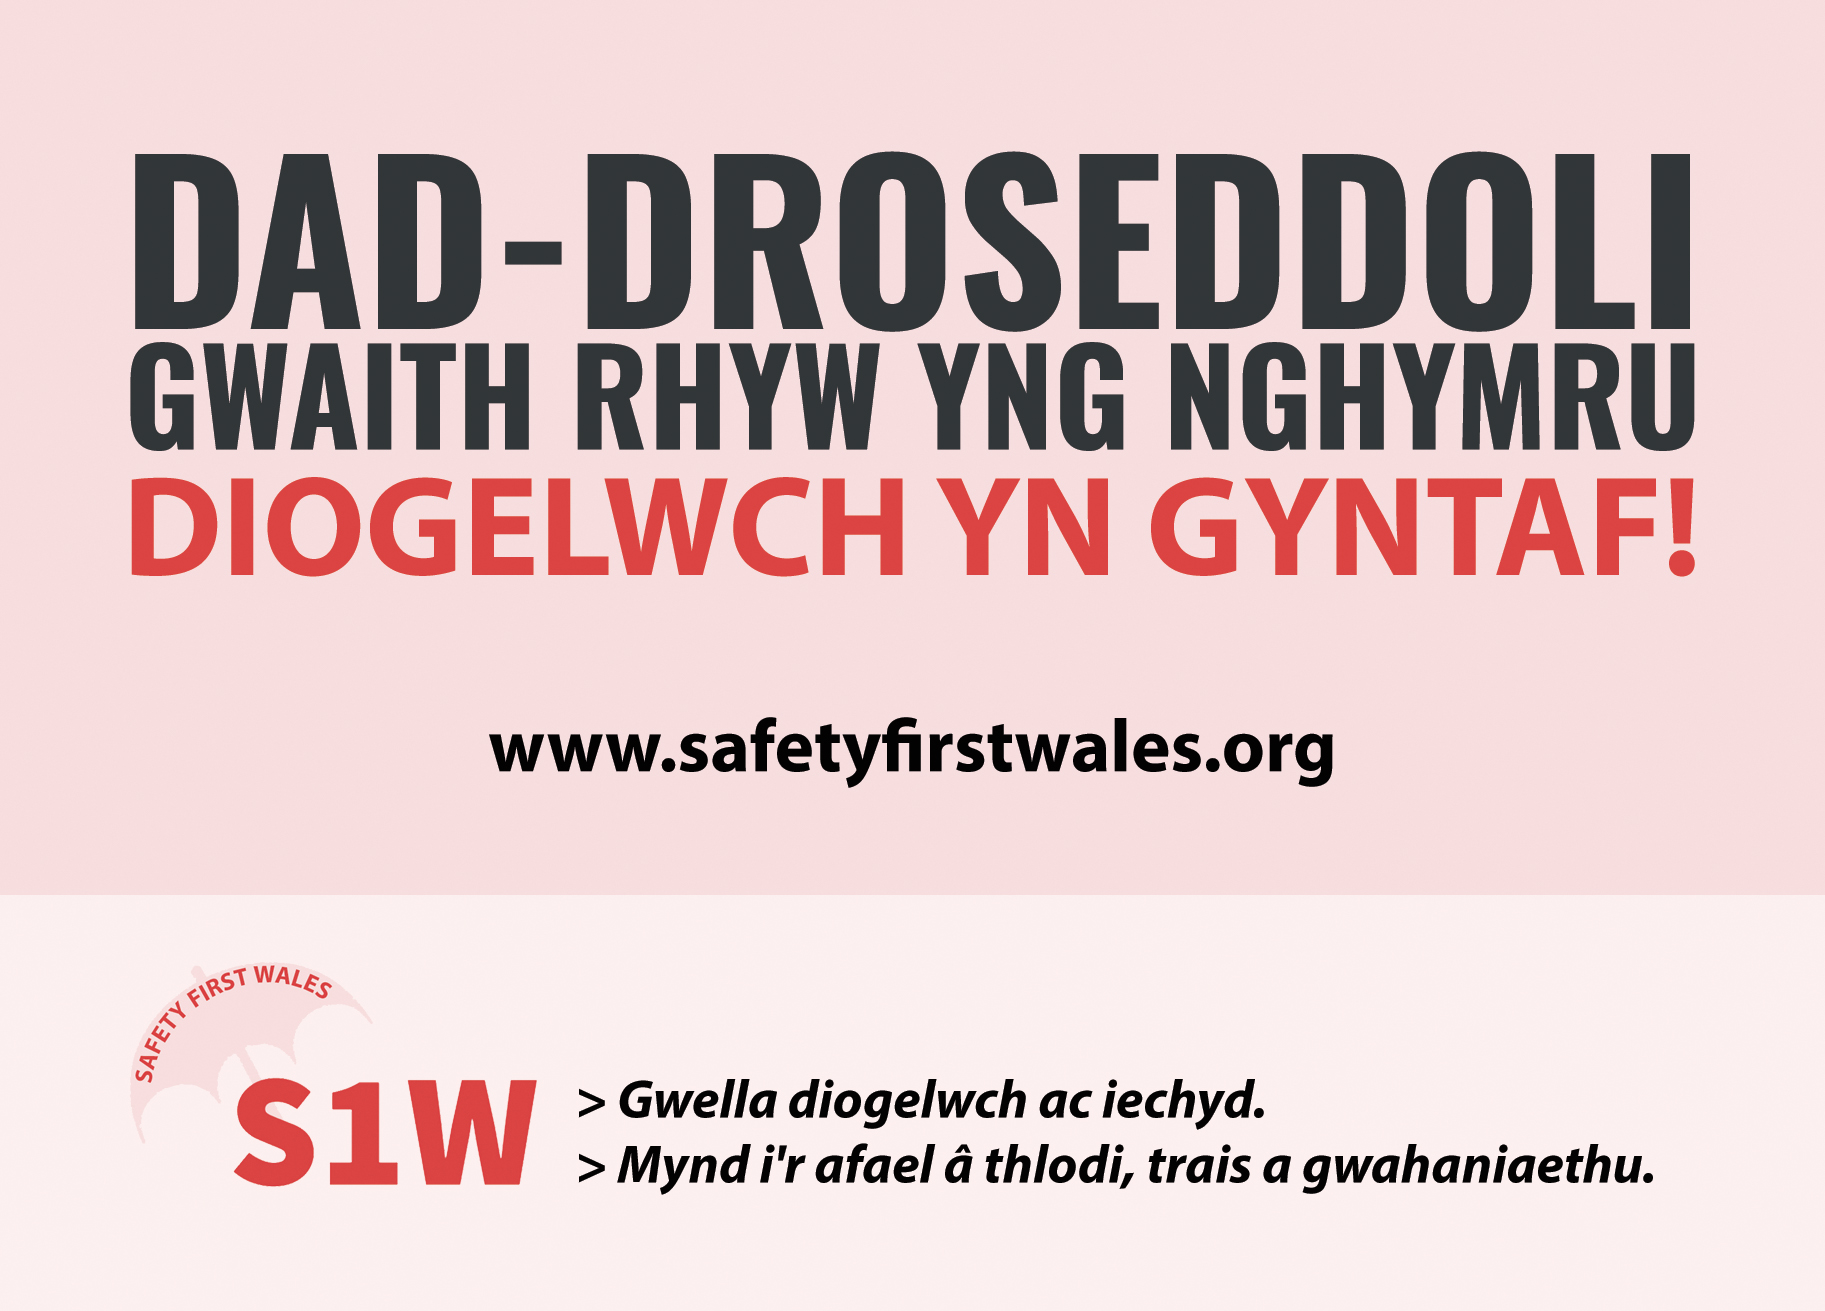 DAD-DROSEDDOLI
GWAITH RHYW YNG NGHYMRU
DIOGELWCH YN GYNTAF!
www.safetyfirstwales.org
SAFETY FIRST WALES
S1W
> Gwella diogelwch ac iechyd.
> Mynd i'r afael â thlodi, trais a gwahaniaethu.